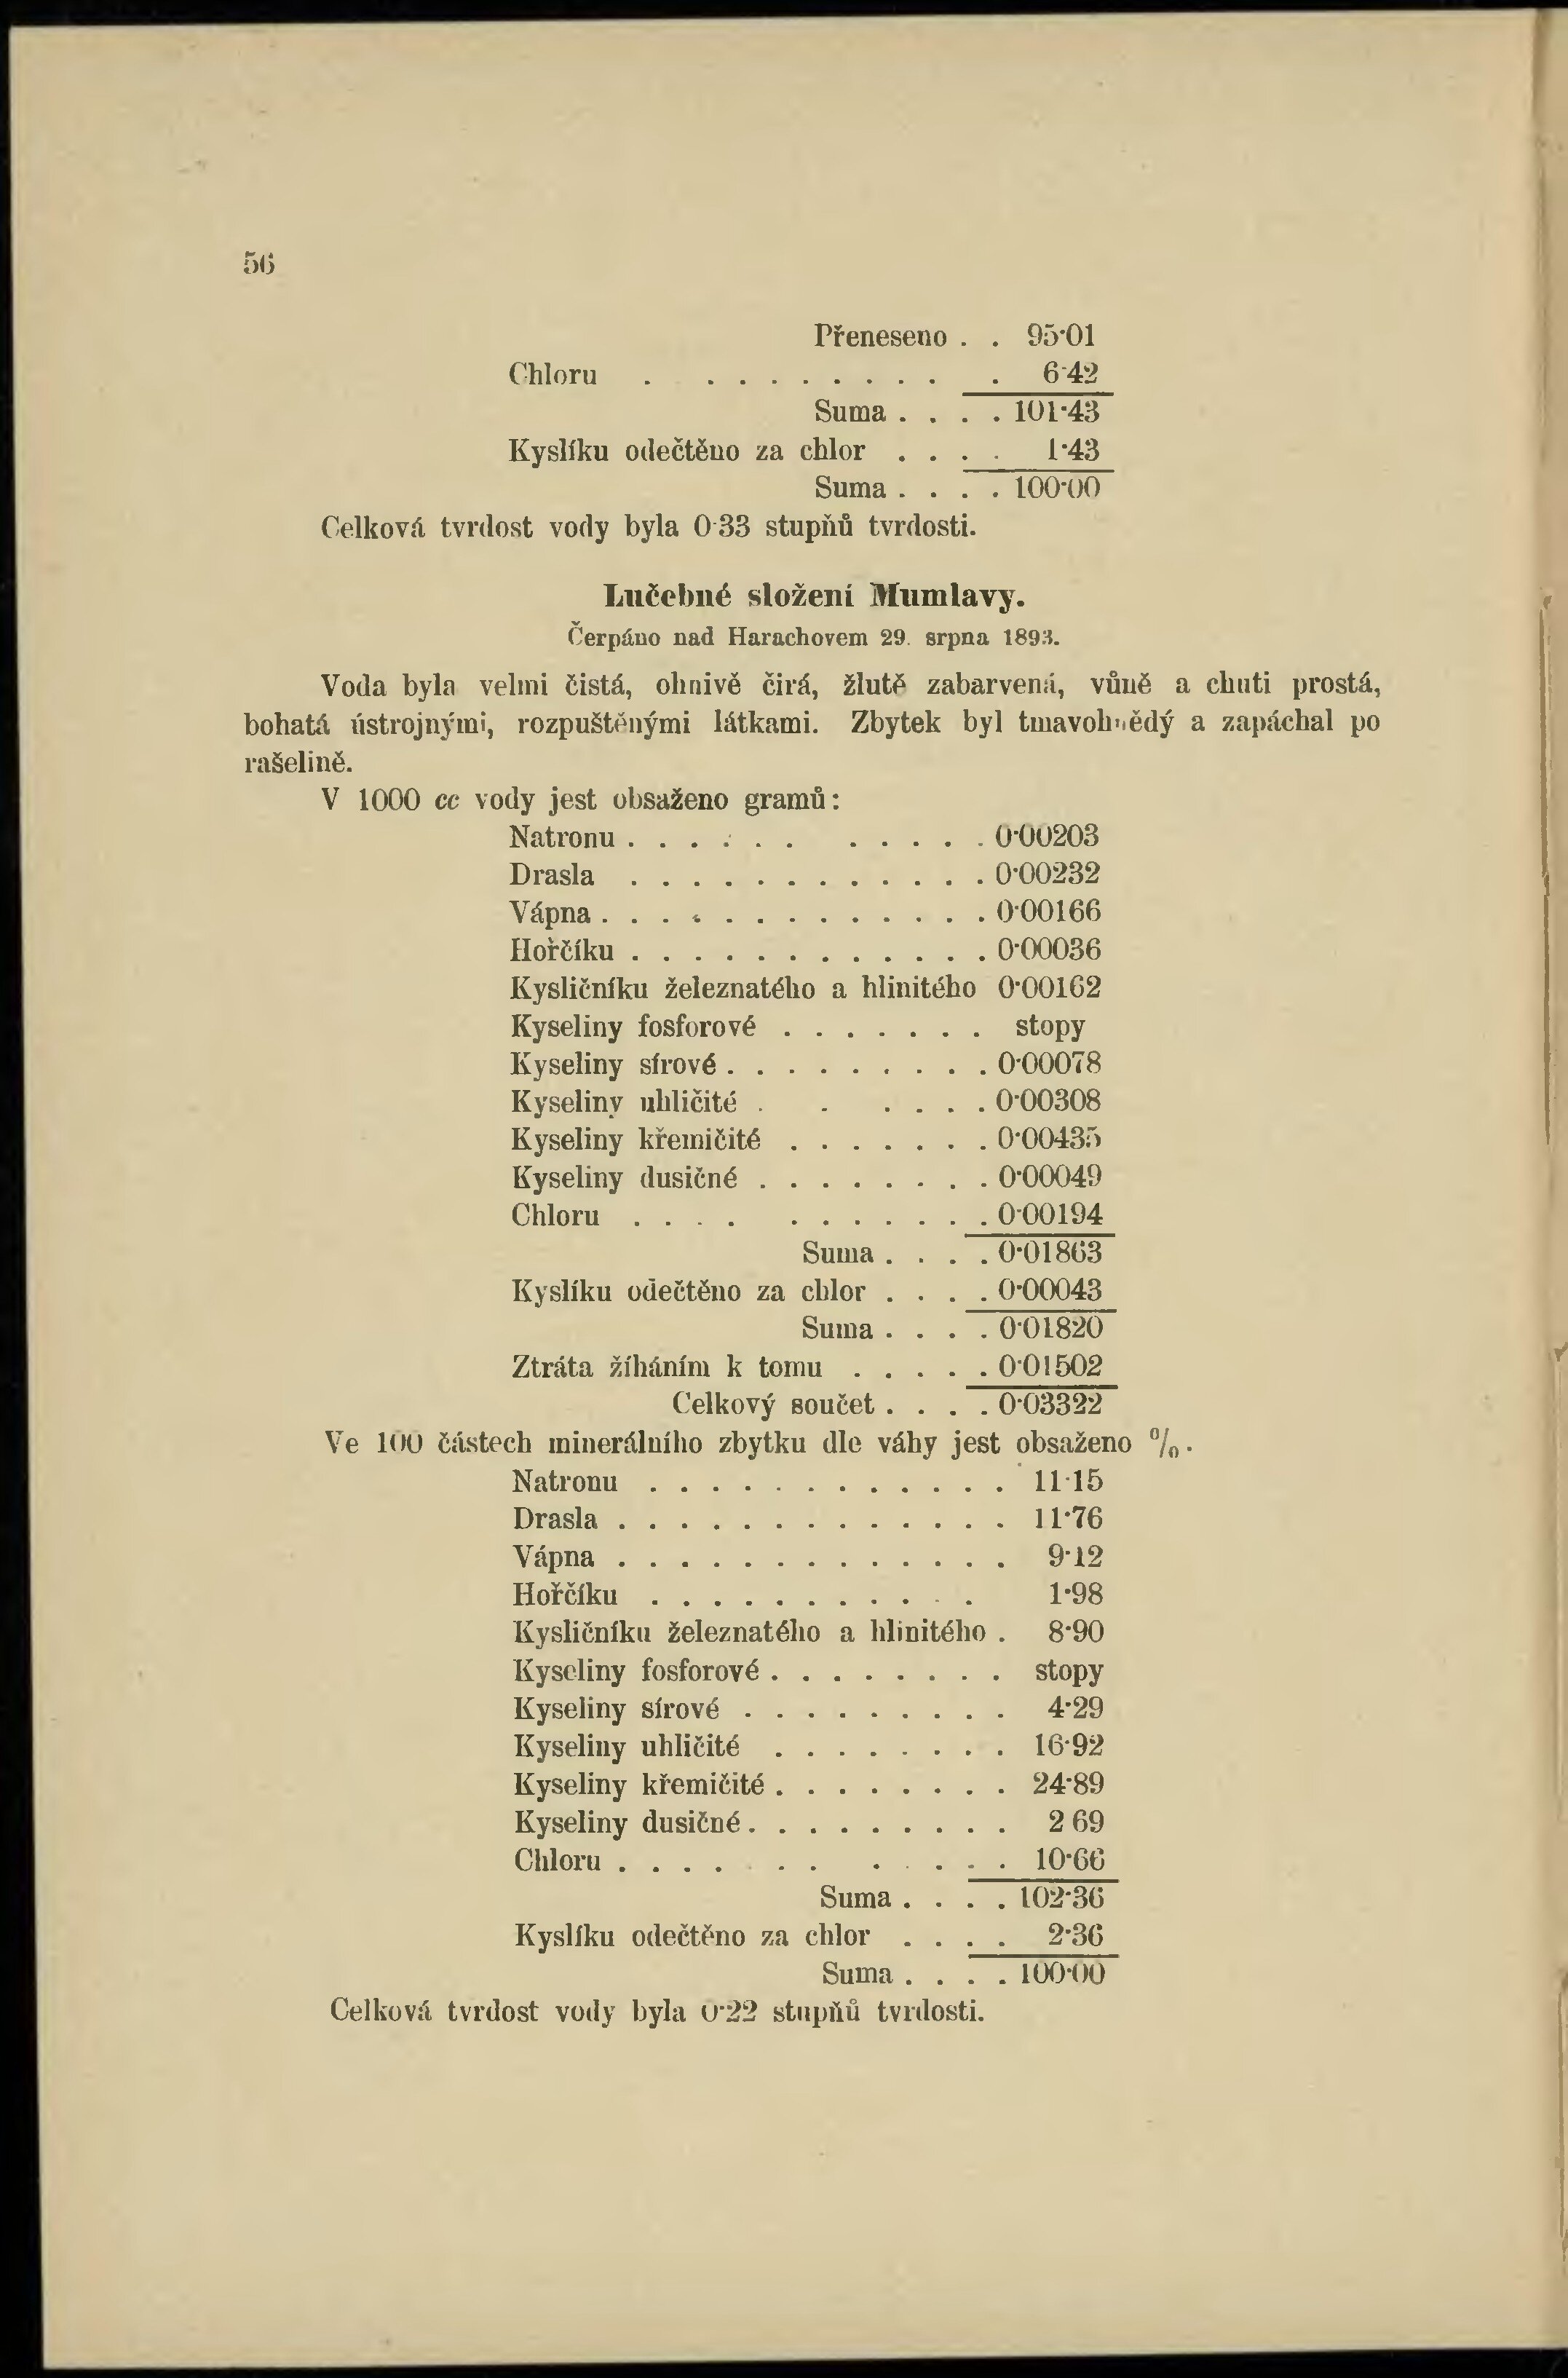 56
Přeneseno . . 95·01
Chloru . . . . . . . . . . 6·42
Suma . . . . 101·43
Kyslíku odečtěno za chlor . . . . 1·43
Suma . . . . 100·00
Celková tvrdost vody byla 0·33 stupňů tvrdosti.
Lučebné složení Mumlavy.
Čerpáno nad Harachovem 29. srpna 1893.
Voda byla velmi čistá, ohnivě čirá, žlutě zabarvená, vůně a chuti prostá,
bohatá ústrojnými, rozpuštěnými látkami. Zbytek byl tmavohnědý a zapáchal po
rašelině.
V 1000 cc vody jest obsaženo gramů:
Natronu . . . . . . . . . . . 0·00203
Drasla . . . . . . . . . . . . 0·00232
Vápna . . . . . . . . . . . . . 0·00166
Hořčíku . . . . . . . . . . . . 0·00036
Kysličníku železnatého a hlinitého 0·00162
Kyseliny fosforové . . . . . . . stopy
Kyseliny sírové . . . . . . . . . 0·00078
Kyseliny uhličité . . . . . . 0·00308
Kyseliny křemičité . . . . . . . 0·00435
Kyseliny dusičné . . . . . . . . 0·00049
Chloru . . . . . . . . . . . 0·00194
Suma . . . . 0·01863
Kyslíku odečtěno za chlor . . . . 0·00043
Suma . . . . 0·01820
Ztráta žíháním k tomu . . . . . 0·01502
Celkový součet . . . . 0·03322
Ve 100 částech minerálního zbytku dle váhy jest obsaženo %.
Natronu . . . . . . . . . . . . 11·15
Drasla . . . . . . . . . . . . . 11·76
Vápna . . . . . . . . . . . . . 9·12
Hořčíku . . . . . . . . . . . 1·98
Kysličníku železnatého a hlinitého . 8·90
Kyseliny fosforové . . . . . . . . stopy
Kyseliny sírové . . . . . . . . . 4·29
Kyseliny uhličité . . . . . . . . 16·92
Kyseliny křemičité . . . . . . . . 24·89
Kyseliny dusičné . . . . . . . . . 2 69
Chloru . . . . . . . . . . . 10·66
Suma . . . . 102·36
Kyslíku odečtěno za chlor . . . . 2·36
Suma . . . . 100·00
Celková tvrdost vody byla 0·22 stupňů tvrdosti.